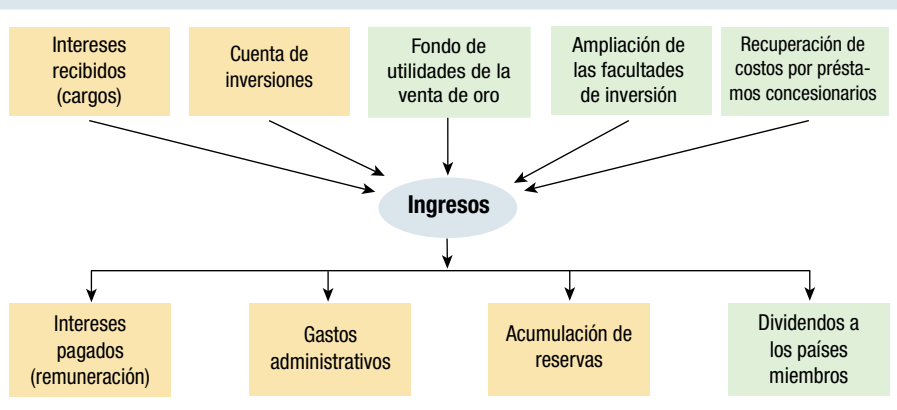 Intereses
recibidos
(cargos)
Cuenta de
inversiones
Fondo de
utilidades de la
venta de oro
Ampliación de
las facultades
de inversión
Recuperación de
costos por présta-
mos concesionarios
Ingresos
Intereses
pagados
(remuneración)
Gastos
administrativos
Acumulación de
reservas
Dividendos a
los países
miembros